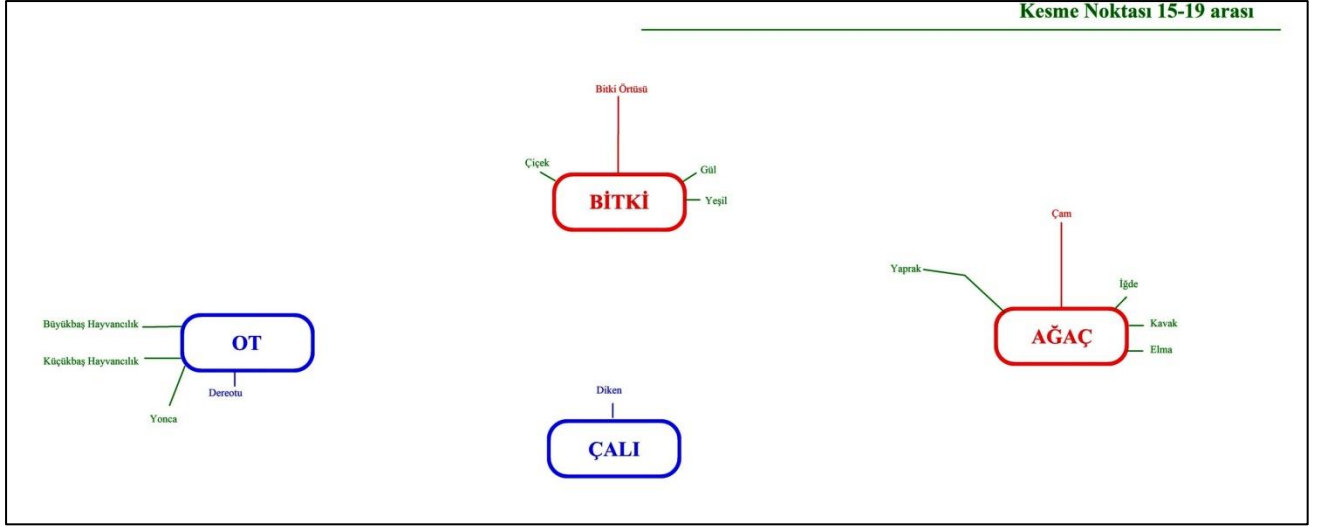 Kesme Noktası 15-19 arası
Bitki Örtüsü
Çiçek
Gül
BİTKİ
Yeşil
Çam
Yaprak
İğde
Kavak
AĞAÇ
Elma
Büyükbaş Hayvancılık
OT
Küçükbaş Hayvancılık
Dereotu
Yonca
Diken
ÇALI